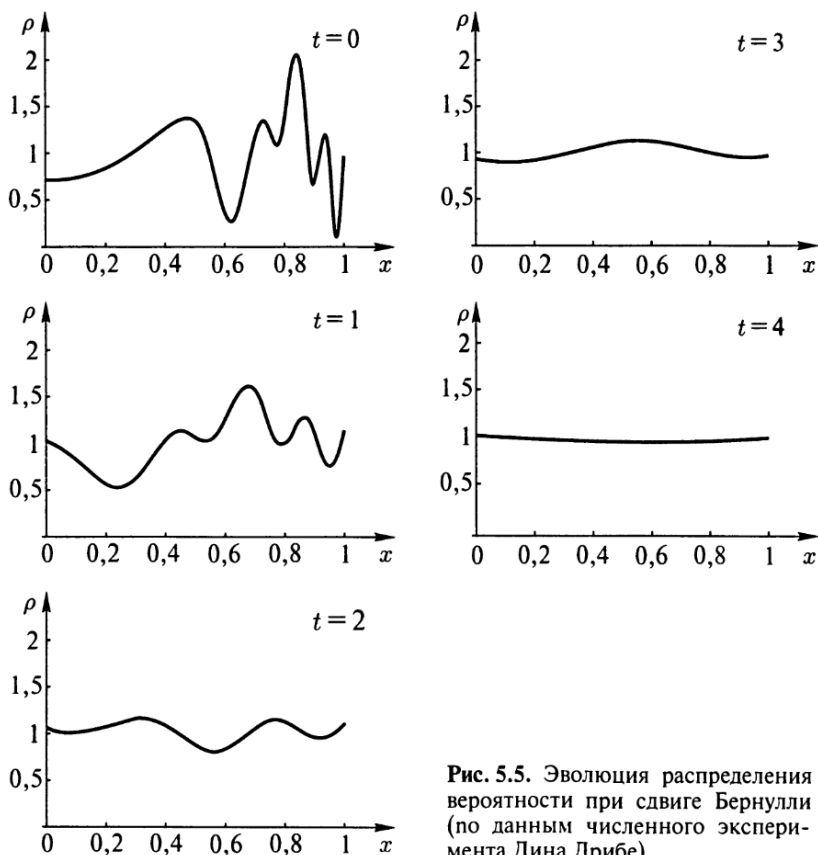 ρ
t = 0
2
1,5
1
0,5
0 0,2 0,4 0,6 0,8 1 x
ρ
t = 1
2
1,5
1
0,5
0 0,2 0,4 0,6 0,8 1 x
ρ
t = 2
2
1,5
1
0,5
0 0,2 0,4 0,6 0,8 1 x
ρ
t = 3
2
1,5
1
0,5
0 0,2 0,4 0,6 0,8 1 x
ρ
t = 4
2
1,5
1
0,5
0 0,2 0,4 0,6 0,8 1 x
Рис. 5.5. Эволюция распределения
вероятности при сдвиге Бернулли
(по данным численного экспери-
мента Дина Дрибе)